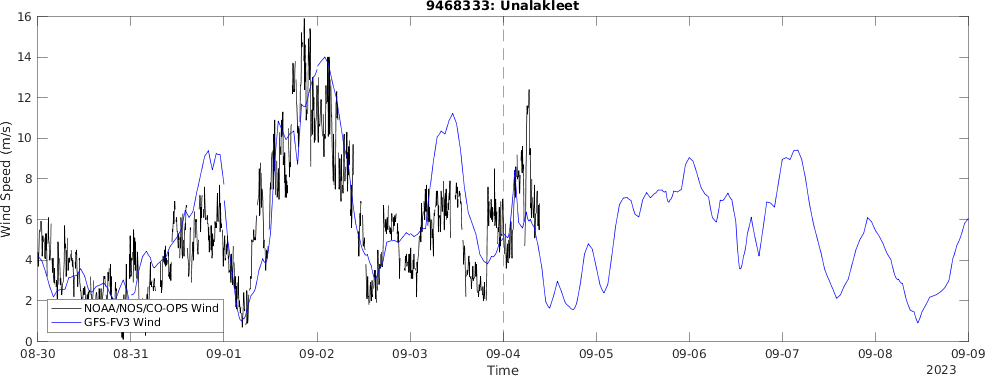 9468333: Unalakleet
16
14
12
10
8
6
4
2
0
Wind Speed (m/s)
NOAA/NOS/CO-OPS Wind
GFS-FV3 Wind
08-30 08-31 09-01 09-02 09-03 09-04 09-05 09-06 09-07 09-08 09-09
Time
2023